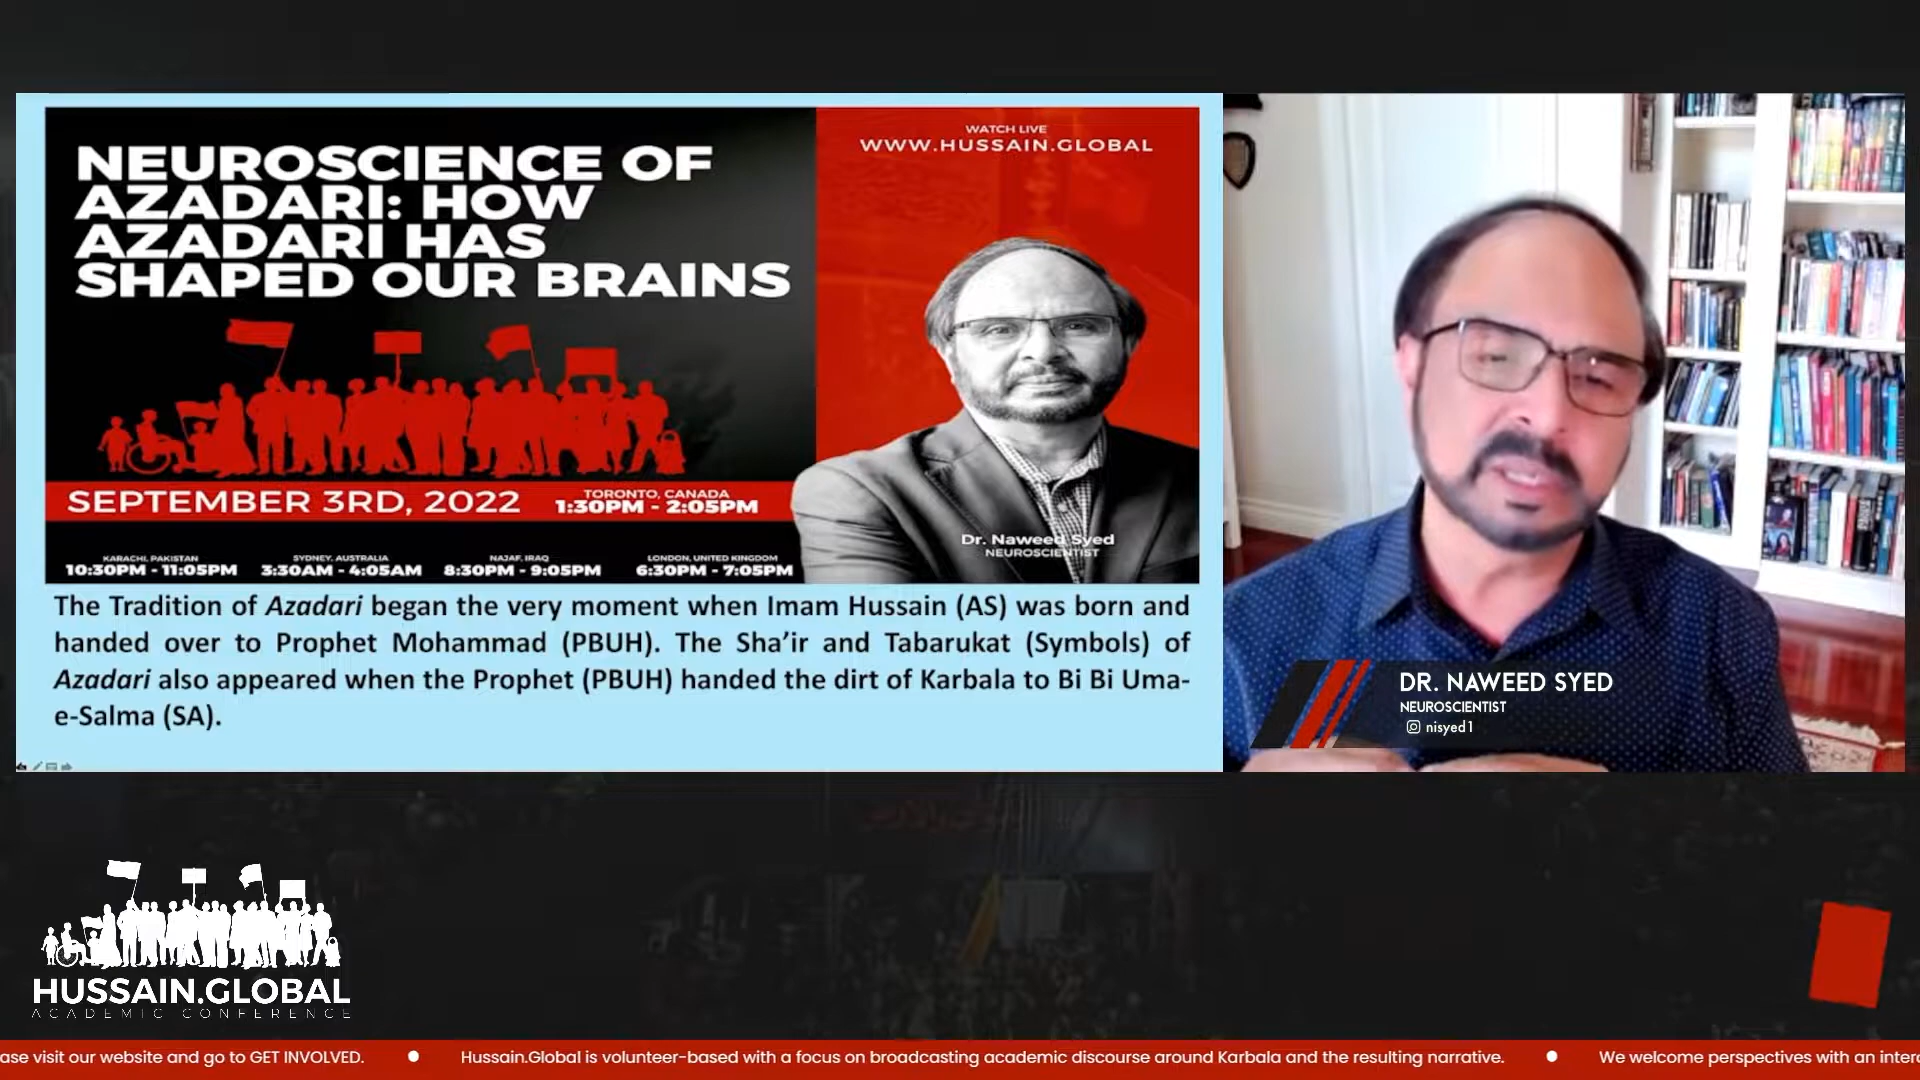 NEUROSCIENCE OF
AZADARI: HOW
AZADARI HAS
SHAPED OUR BRAINS
WATCH LIVE
WWW.HUSSAIN.GLOBAL
SEPTEMBER 3RD, 2022
TORONTO, CANADA
1:30PM - 2:05PM
KARACHI, PAKISTAN
10:30PM - 11:05PM
SYDNEY, AUSTRALIA
3:30AM - 4:05AM
NAJAF, IRAQ
8:30PM - 9:05PM
LONDON, UNITED KINGDOM
6:30PM - 7:05PM
Dr. Naweed Syed
NEUROSCIENTIST
The Tradition of Azadari began the very moment when Imam Hussain (AS) was born and
handed over to Prophet Mohammad (PBUH). The Sha’ir and Tabarukat (Symbols) of
Azadari also appeared when the Prophet (PBUH) handed the dirt of Karbala to Bi Bi Uma-
e-Salma (SA).
DR. NAWEED SYED
NEUROSCIENTIST
nisyed1
HUSSAIN.GLOBAL
ACADEMIC CONFERENCE
ase visit our website and go to GET INVOLVED. ● Hussain.Global is volunteer-based with a focus on broadcasting academic discourse around Karbala and the resulting narrative. ● We welcome perspectives with an inter